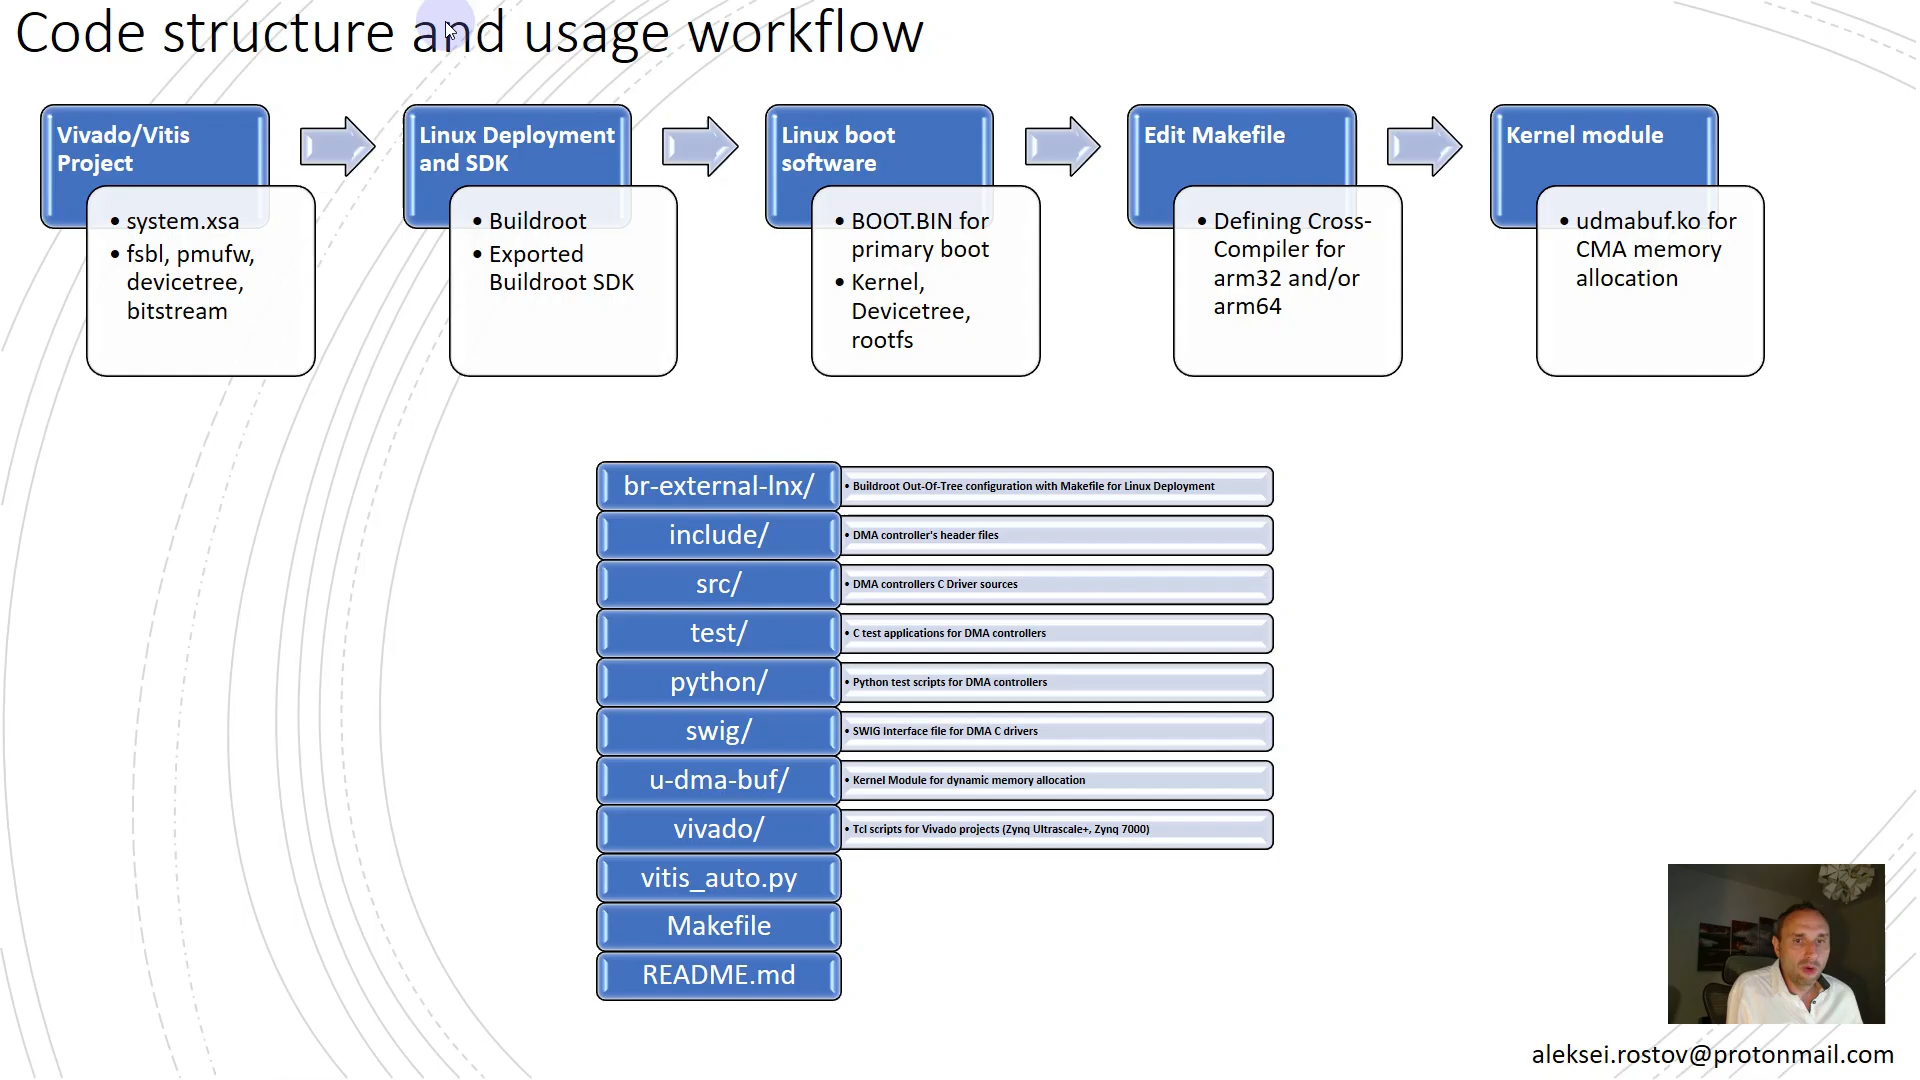 Code structure and usage workflow
Vivado/Vitis
Project
• system.xsa
• fsbl, pmufw,
devicetree,
bitstream
Linux Deployment
and SDK
• Buildroot
• Exported
Buildroot SDK
Linux boot
software
• BOOT.BIN for
primary boot
• Kernel,
Devicetree,
rootfs
Edit Makefile
• Defining Cross-
Compiler for
arm32 and/or
arm64
Kernel module
• udmabuf.ko for
CMA memory
allocation
br-external-lnx/
• Buildroot Out-Of-Tree configuration with Makefile for Linux Deployment
include/
• DMA controller's header files
src/
• DMA controllers C Driver sources
test/
• C test applications for DMA controllers
python/
• Python test scripts for DMA controllers
swig/
• SWIG Interface file for DMA C drivers
u-dma-buf/
• Kernel Module for dynamic memory allocation
vivado/
• Tcl scripts for Vivado projects (Zynq Ultrascale+, Zynq 7000)
vitis_auto.py
Makefile
README.md
aleksei.rostov@protonmail.com